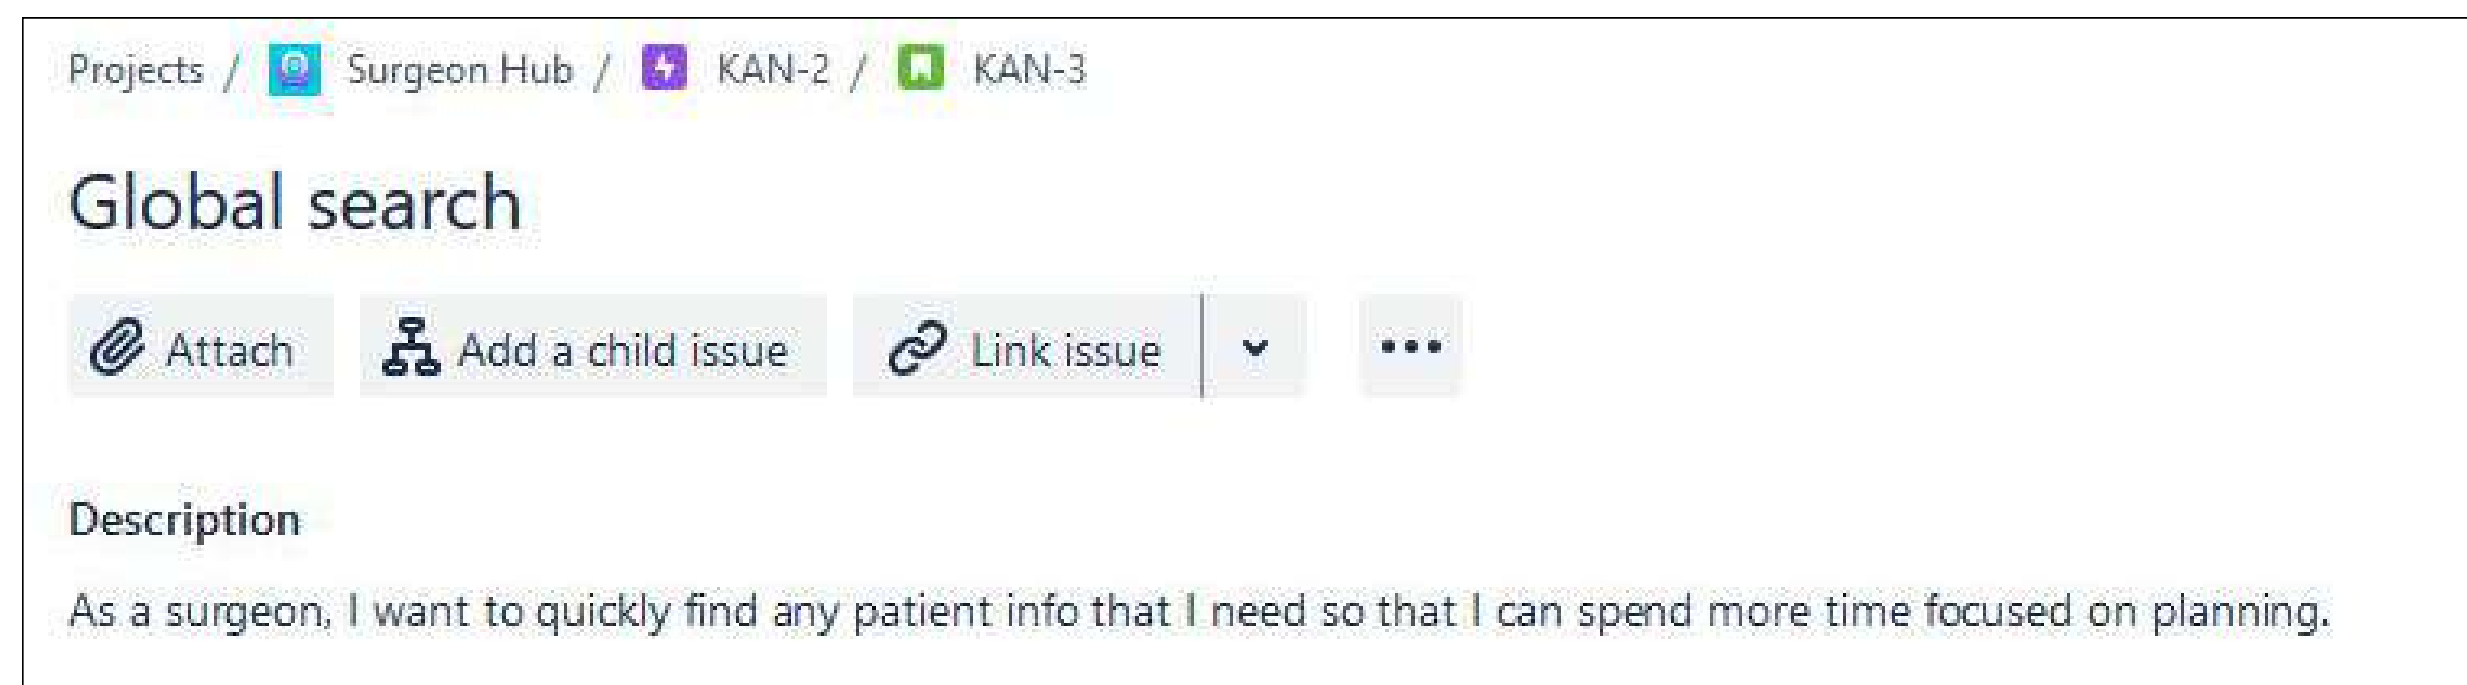 Projects / Surgeon Hub / KAN-2 / KAN-3
Global search
Attach Add a child issue Link issue
Description
As a surgeon, I want to quickly find any patient info that I need so that I can spend more time focused on planning.